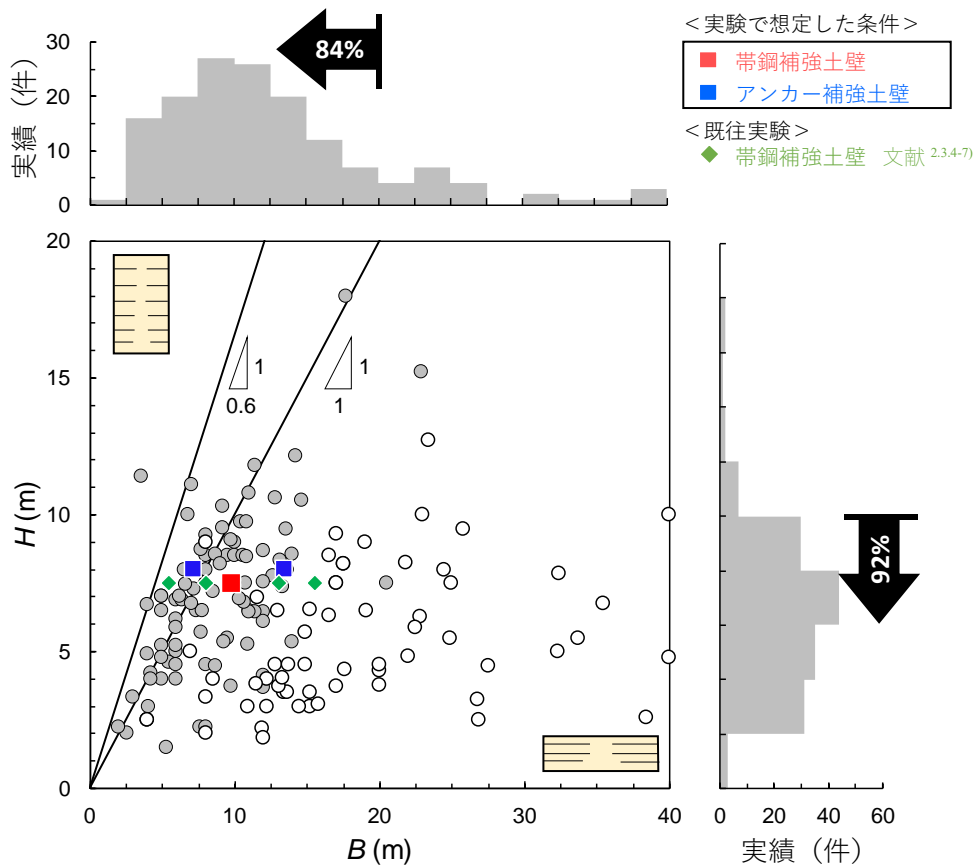 ＜実験で想定した条件＞
帯鋼補強土壁
アンカー補強土壁
＜既往実験＞
帯鋼補強土壁 文献 2.3.4-7)
実績（件）
30
20
10
0
84%
20
15
10
5
0
H (m)
1
0.6
1
1
0 10 20 30 40
B (m)
92%
0 20 40 60
実績（件）